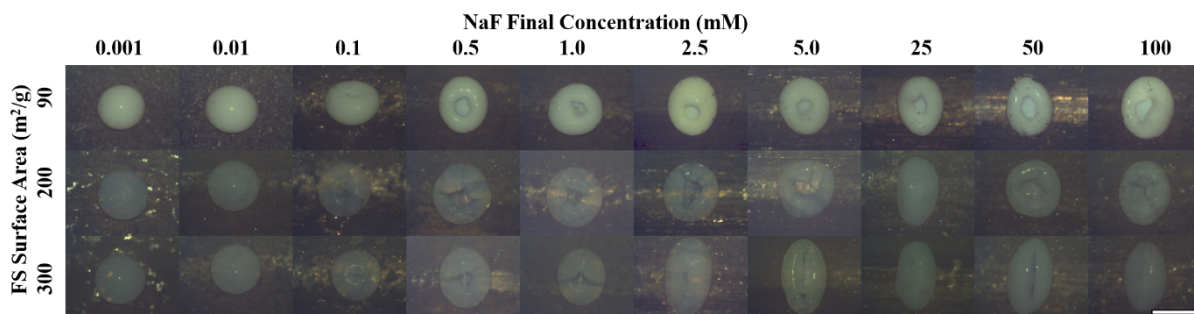 NaF Final Concentration (mM)
0.001 0.01 0.1 0.5 1.0 2.5 5.0 25 50 100
FS Surface Area (m²/g)
90
200
300